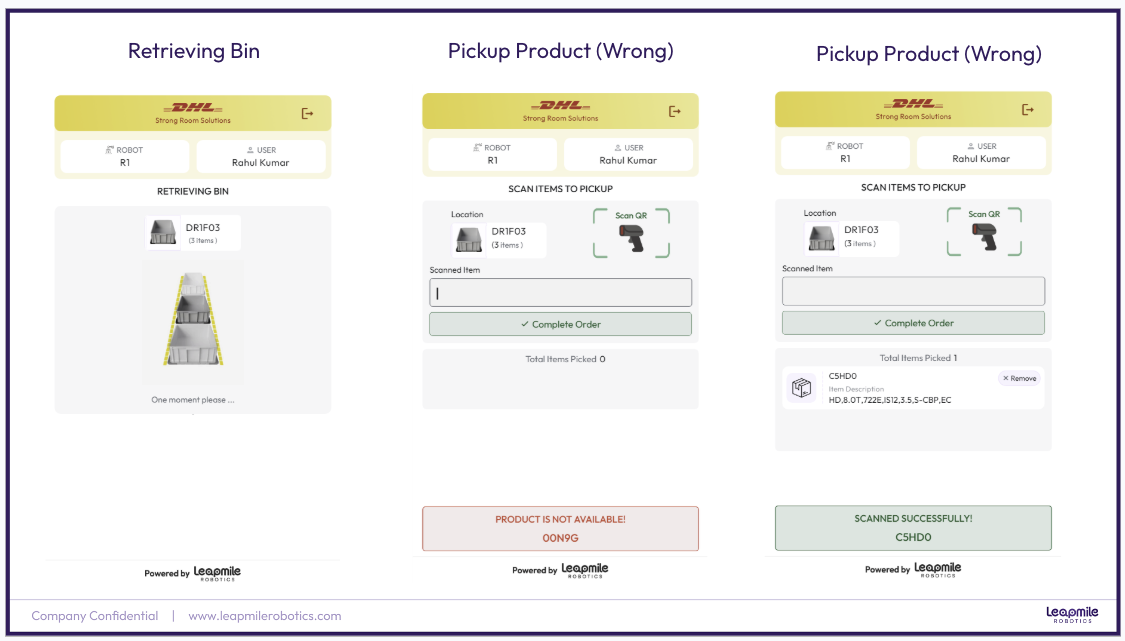 Retrieving Bin
DHL
Strong Room Solutions
ROBOT
R1
USER
Rahul Kumar
RETRIEVING BIN
DR1F03
(3 items )
One moment please ...
Powered by Leapmile
ROBOTICS
Pickup Product (Wrong)
DHL
Strong Room Solutions
ROBOT
R1
USER
Rahul Kumar
SCAN ITEMS TO PICKUP
Location
DR1F03
(3 items )
Scan QR
Scanned Item
Complete Order
Total Items Picked 0
PRODUCT IS NOT AVAILABLE!
00N9G
Powered by Leapmile
ROBOTICS
Pickup Product (Wrong)
DHL
Strong Room Solutions
ROBOT
R1
USER
Rahul Kumar
SCAN ITEMS TO PICKUP
Location
DR1F03
(3 items )
Scan QR
Scanned Item
Complete Order
Total Items Picked 1
C5HD0
× Remove
Item Description
HD,8.0T,722E,IS12,3.5,S-CBP,EC
SCANNED SUCCESSFULLY!
C5HD0
Powered by Leapmile
ROBOTICS
Company Confidential | www.leapmilerobotics.com
Leapmile
ROBOTICS